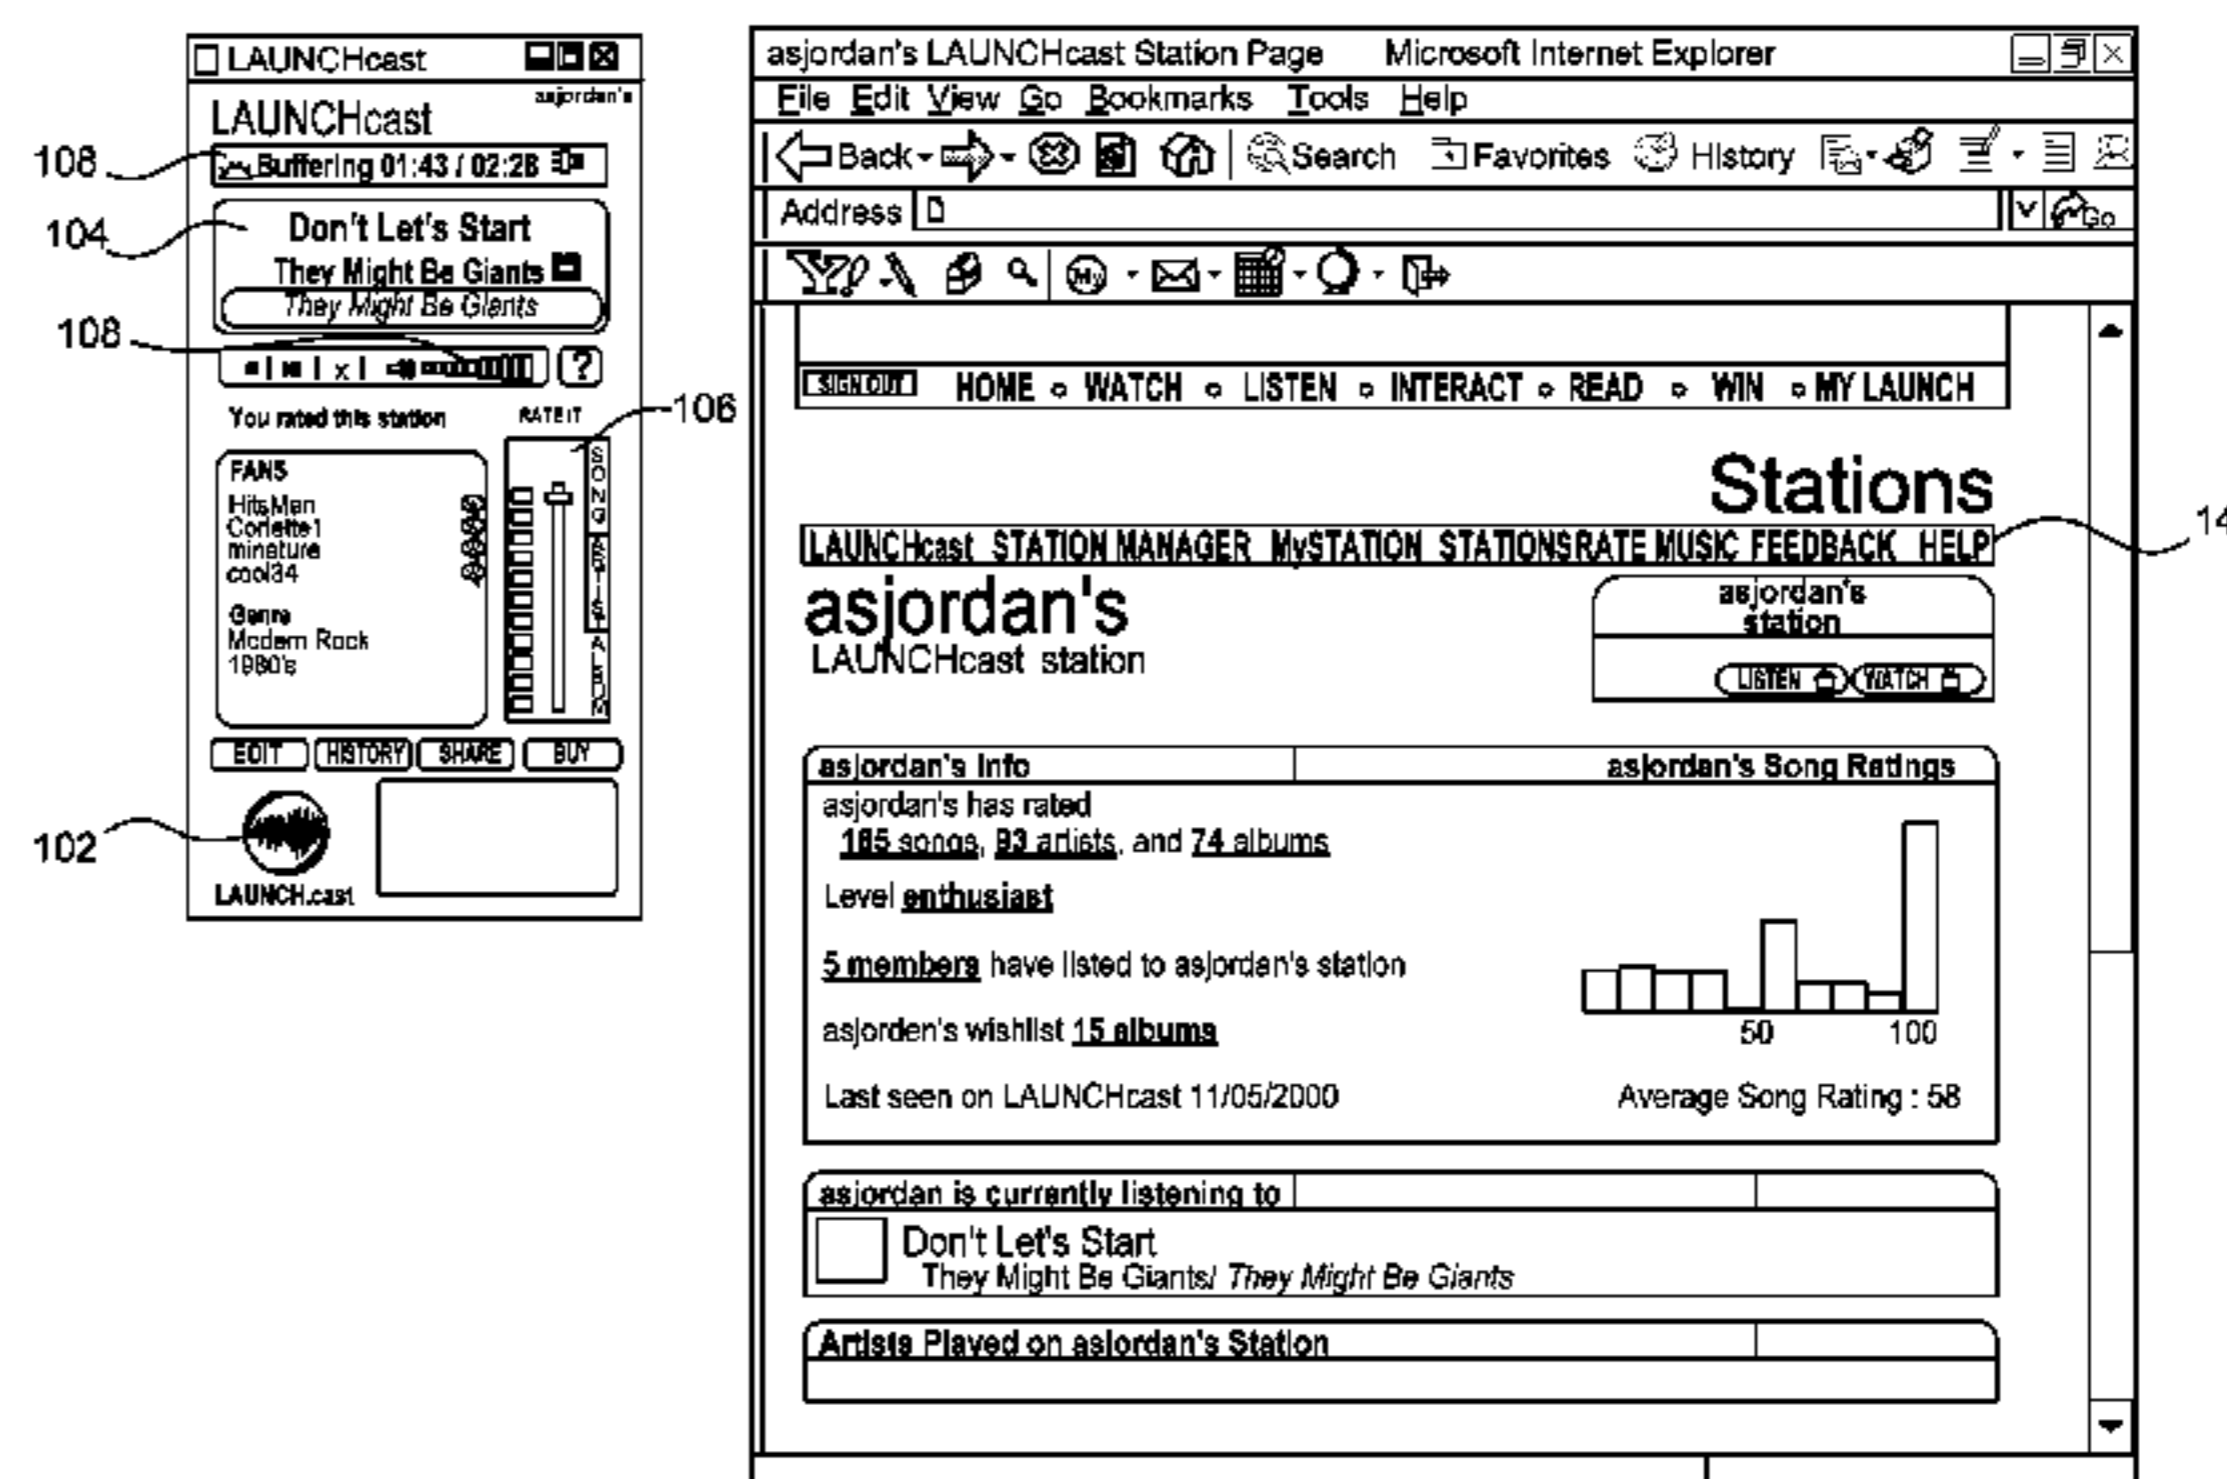 LAUNCHcast
asjordan's
LAUNCHcast
108
Buffering 01:43 / 02:28
104
Don't Let's Start
They Might Be Giants
They Might Be Giants
108
x
?
You rated this station
RATE IT
106
FANS
HitsMan
Corlette1
minature
cool34
Genre
Modern Rock
1980's
SONG
ARTIST
ALBUM
EDIT
HISTORY
SHARE
BUY
102
LAUNCH.cast
asjordan's LAUNCHcast Station Page Microsoft Internet Explorer
File Edit View Go Bookmarks Tools Help
Back Search Favorites History
Address Go
Y! My
SIGN OUT HOME WATCH LISTEN INTERACT READ WIN MY LAUNCH
Stations
14
LAUNCHcast STATION MANAGER MySTATION STATIONS RATE MUSIC FEEDBACK HELP
asjordan's
LAUNCHcast station
asjordan's
station
LISTEN WATCH
asjordan's Info
asjordan's has rated
185 songs, 93 artists, and 74 albums
Level enthusiast
5 members have listed to asjordan's station
asjorden's wishlist 15 albums
Last seen on LAUNCHcast 11/05/2000
asjordan's Song Ratings
50 100
Average Song Rating : 58
asjordan is currently listening to
Don't Let's Start
They Might Be Giants/ They Might Be Giants
Artists Played on asjordan's Station